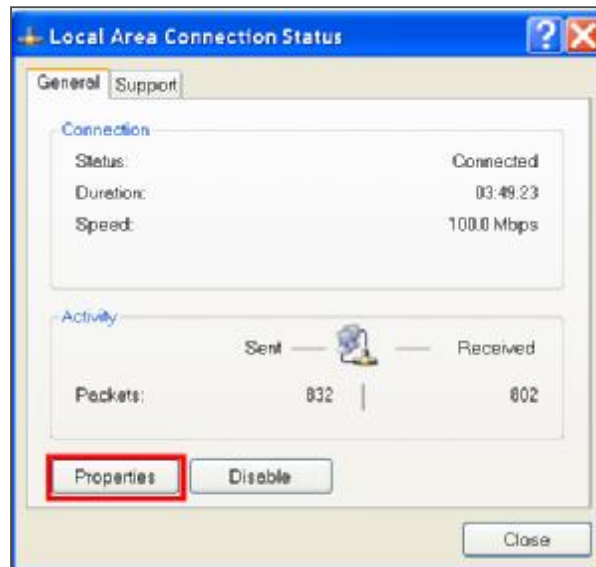 Local Area Connection Status
General Support
Connection
Status: Connected
Duration: 03:49:23
Speed: 100.0 Mbps
Activity
Sent Received
Packets: 832 802
Properties Disable
Close